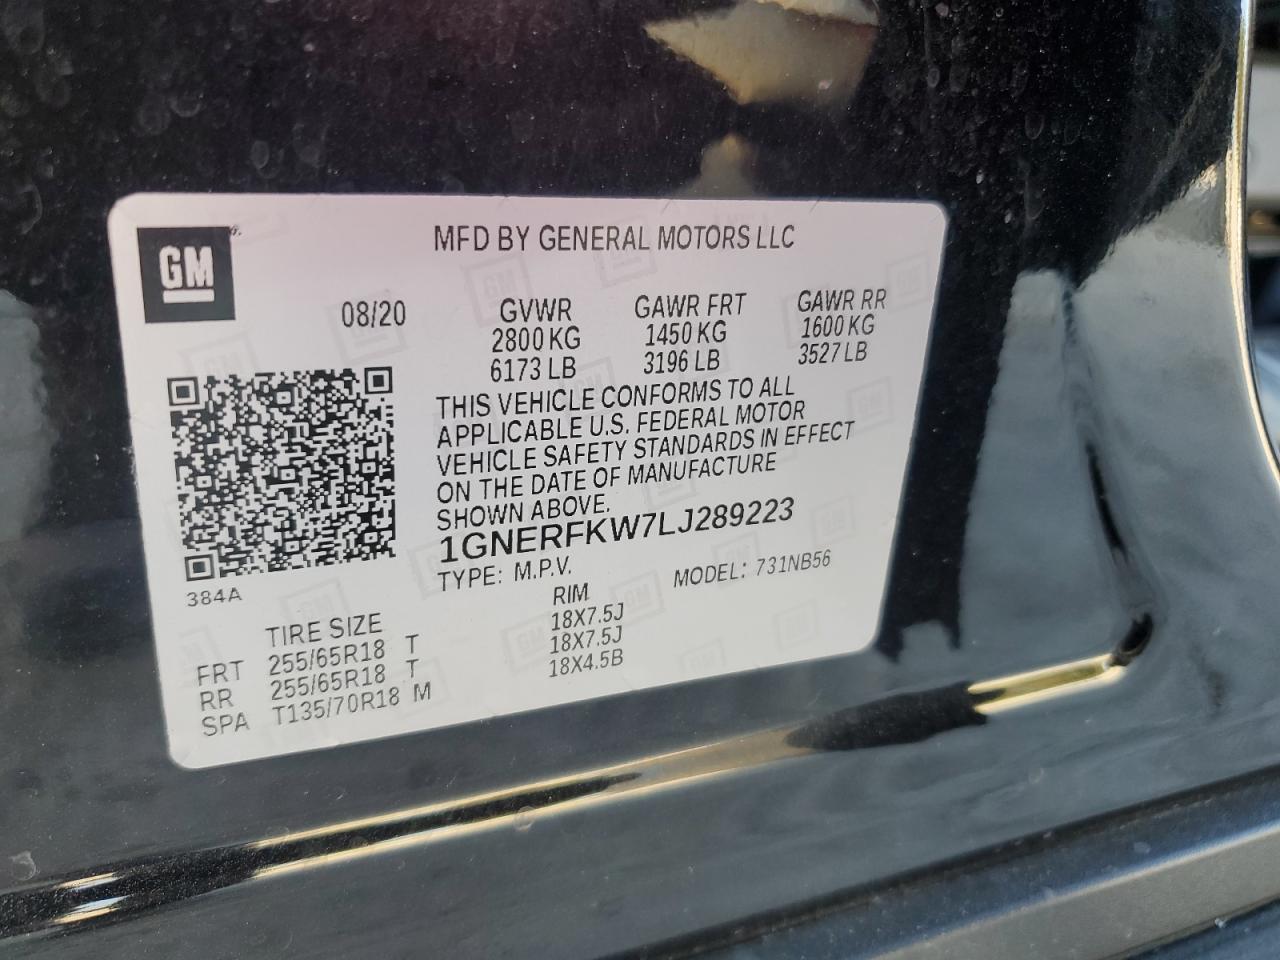 GM
MFD BY GENERAL MOTORS LLC
08/20
GVWR
2800 KG
6173 LB
GAWR FRT
1450 KG
3196 LB
GAWR RR
1600 KG
3527 LB
THIS VEHICLE CONFORMS TO ALL
APPLICABLE U.S. FEDERAL MOTOR
VEHICLE SAFETY STANDARDS IN EFFECT
ON THE DATE OF MANUFACTURE
SHOWN ABOVE.
1GNERFKW7LJ289223
TYPE: M.P.V. MODEL: 731NB56
384A
TIRE SIZE RIM
FRT 255/65R18 T 18X7.5J
RR 255/65R18 T 18X7.5J
SPA T135/70R18 M 18X4.5B